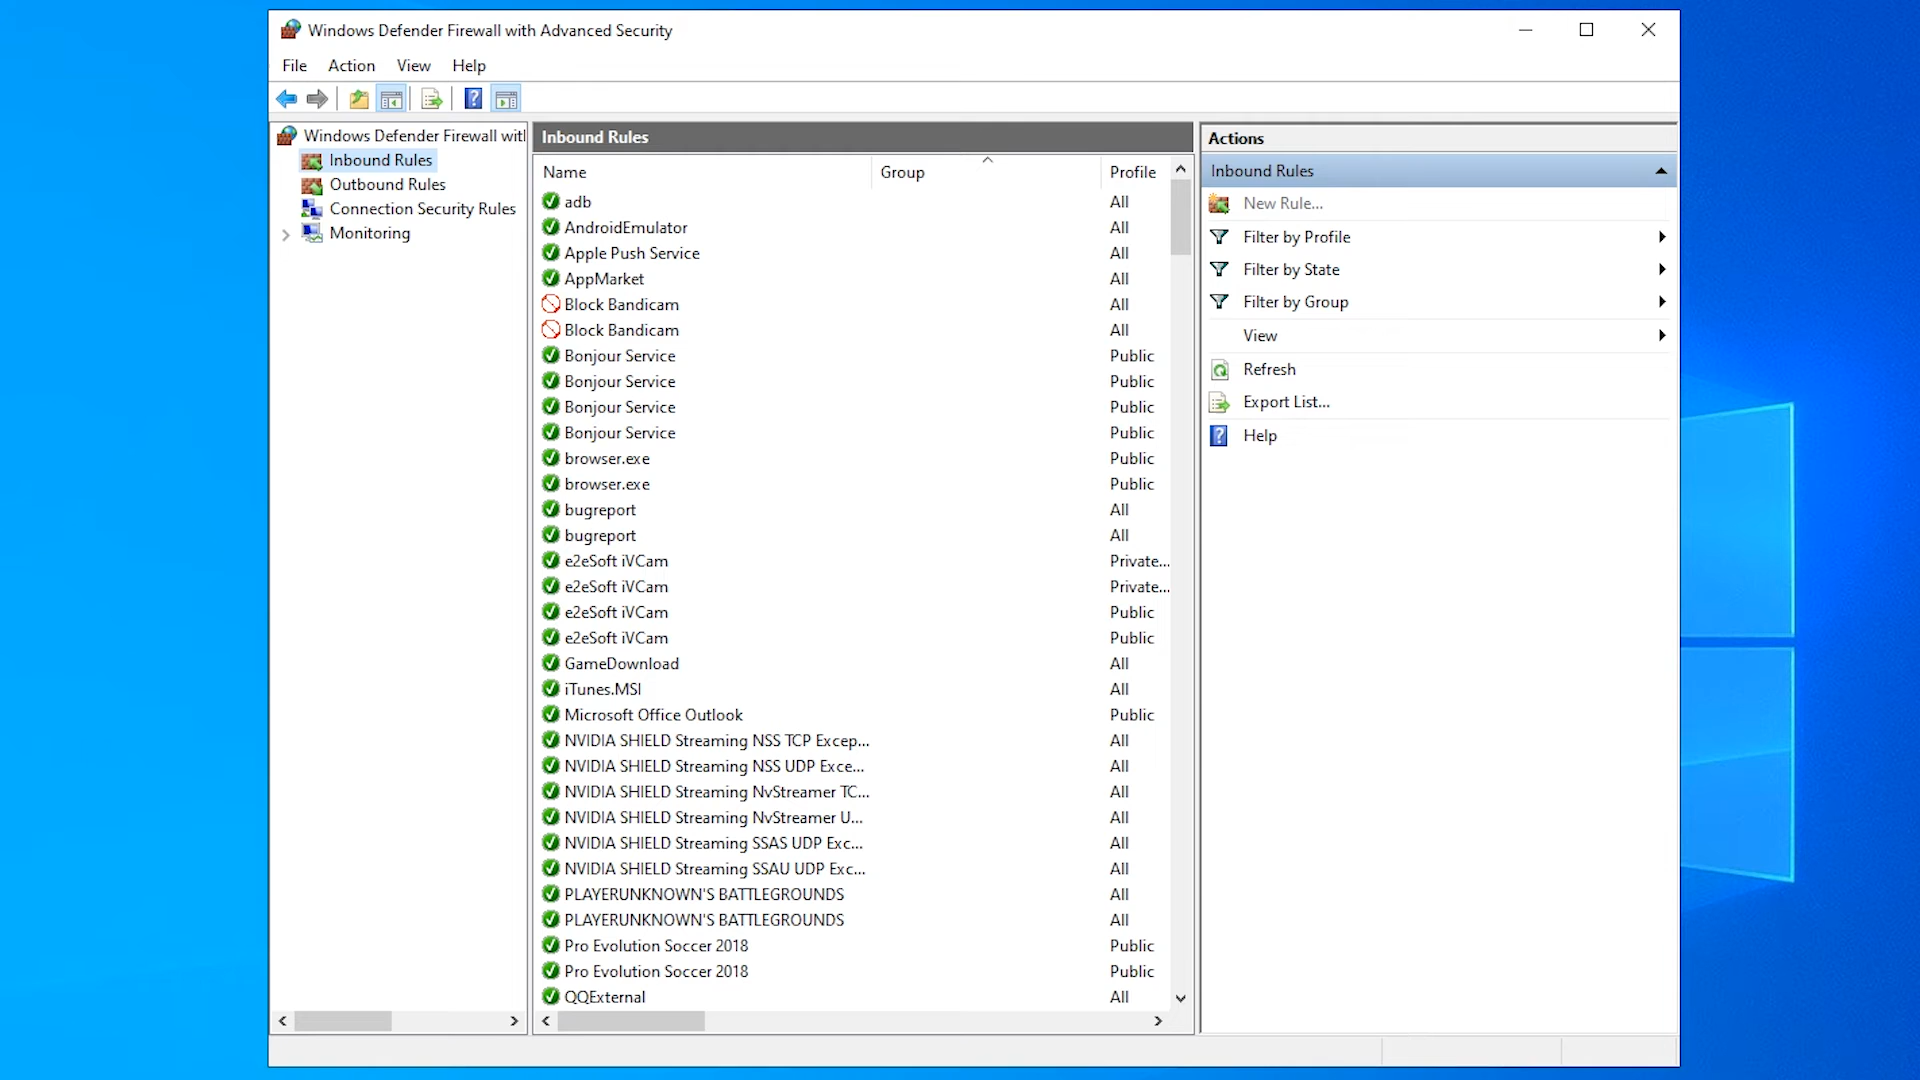 Windows Defender Firewall with Advanced Security
File Action View Help
Windows Defender Firewall witl
Inbound Rules
Outbound Rules
Connection Security Rules
Monitoring
Inbound Rules
Name Group Profile
adb All
AndroidEmulator All
Apple Push Service All
AppMarket All
Block Bandicam All
Block Bandicam All
Bonjour Service Public
Bonjour Service Public
Bonjour Service Public
Bonjour Service Public
browser.exe Public
browser.exe Public
bugreport All
bugreport All
e2eSoft iVCam Private...
e2eSoft iVCam Private...
e2eSoft iVCam Public
e2eSoft iVCam Public
GameDownload All
iTunes.MSI All
Microsoft Office Outlook Public
NVIDIA SHIELD Streaming NSS TCP Excep... All
NVIDIA SHIELD Streaming NSS UDP Exce... All
NVIDIA SHIELD Streaming NvStreamer TC... All
NVIDIA SHIELD Streaming NvStreamer U... All
NVIDIA SHIELD Streaming SSAS UDP Exc... All
NVIDIA SHIELD Streaming SSAU UDP Exc... All
PLAYERUNKNOWN'S BATTLEGROUNDS All
PLAYERUNKNOWN'S BATTLEGROUNDS All
Pro Evolution Soccer 2018 Public
Pro Evolution Soccer 2018 Public
QQExternal All
Actions
Inbound Rules
New Rule...
Filter by Profile
Filter by State
Filter by Group
View
Refresh
Export List...
Help